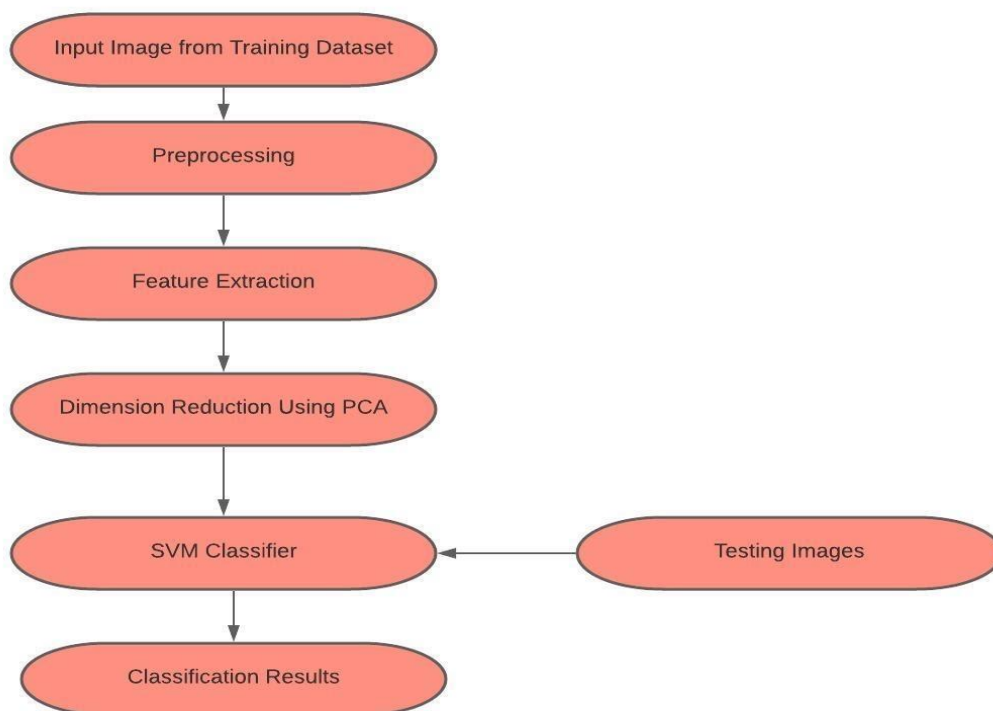 Input Image from Training Dataset
Preprocessing
Feature Extraction
Dimension Reduction Using PCA
SVM Classifier
Testing Images
Classification Results